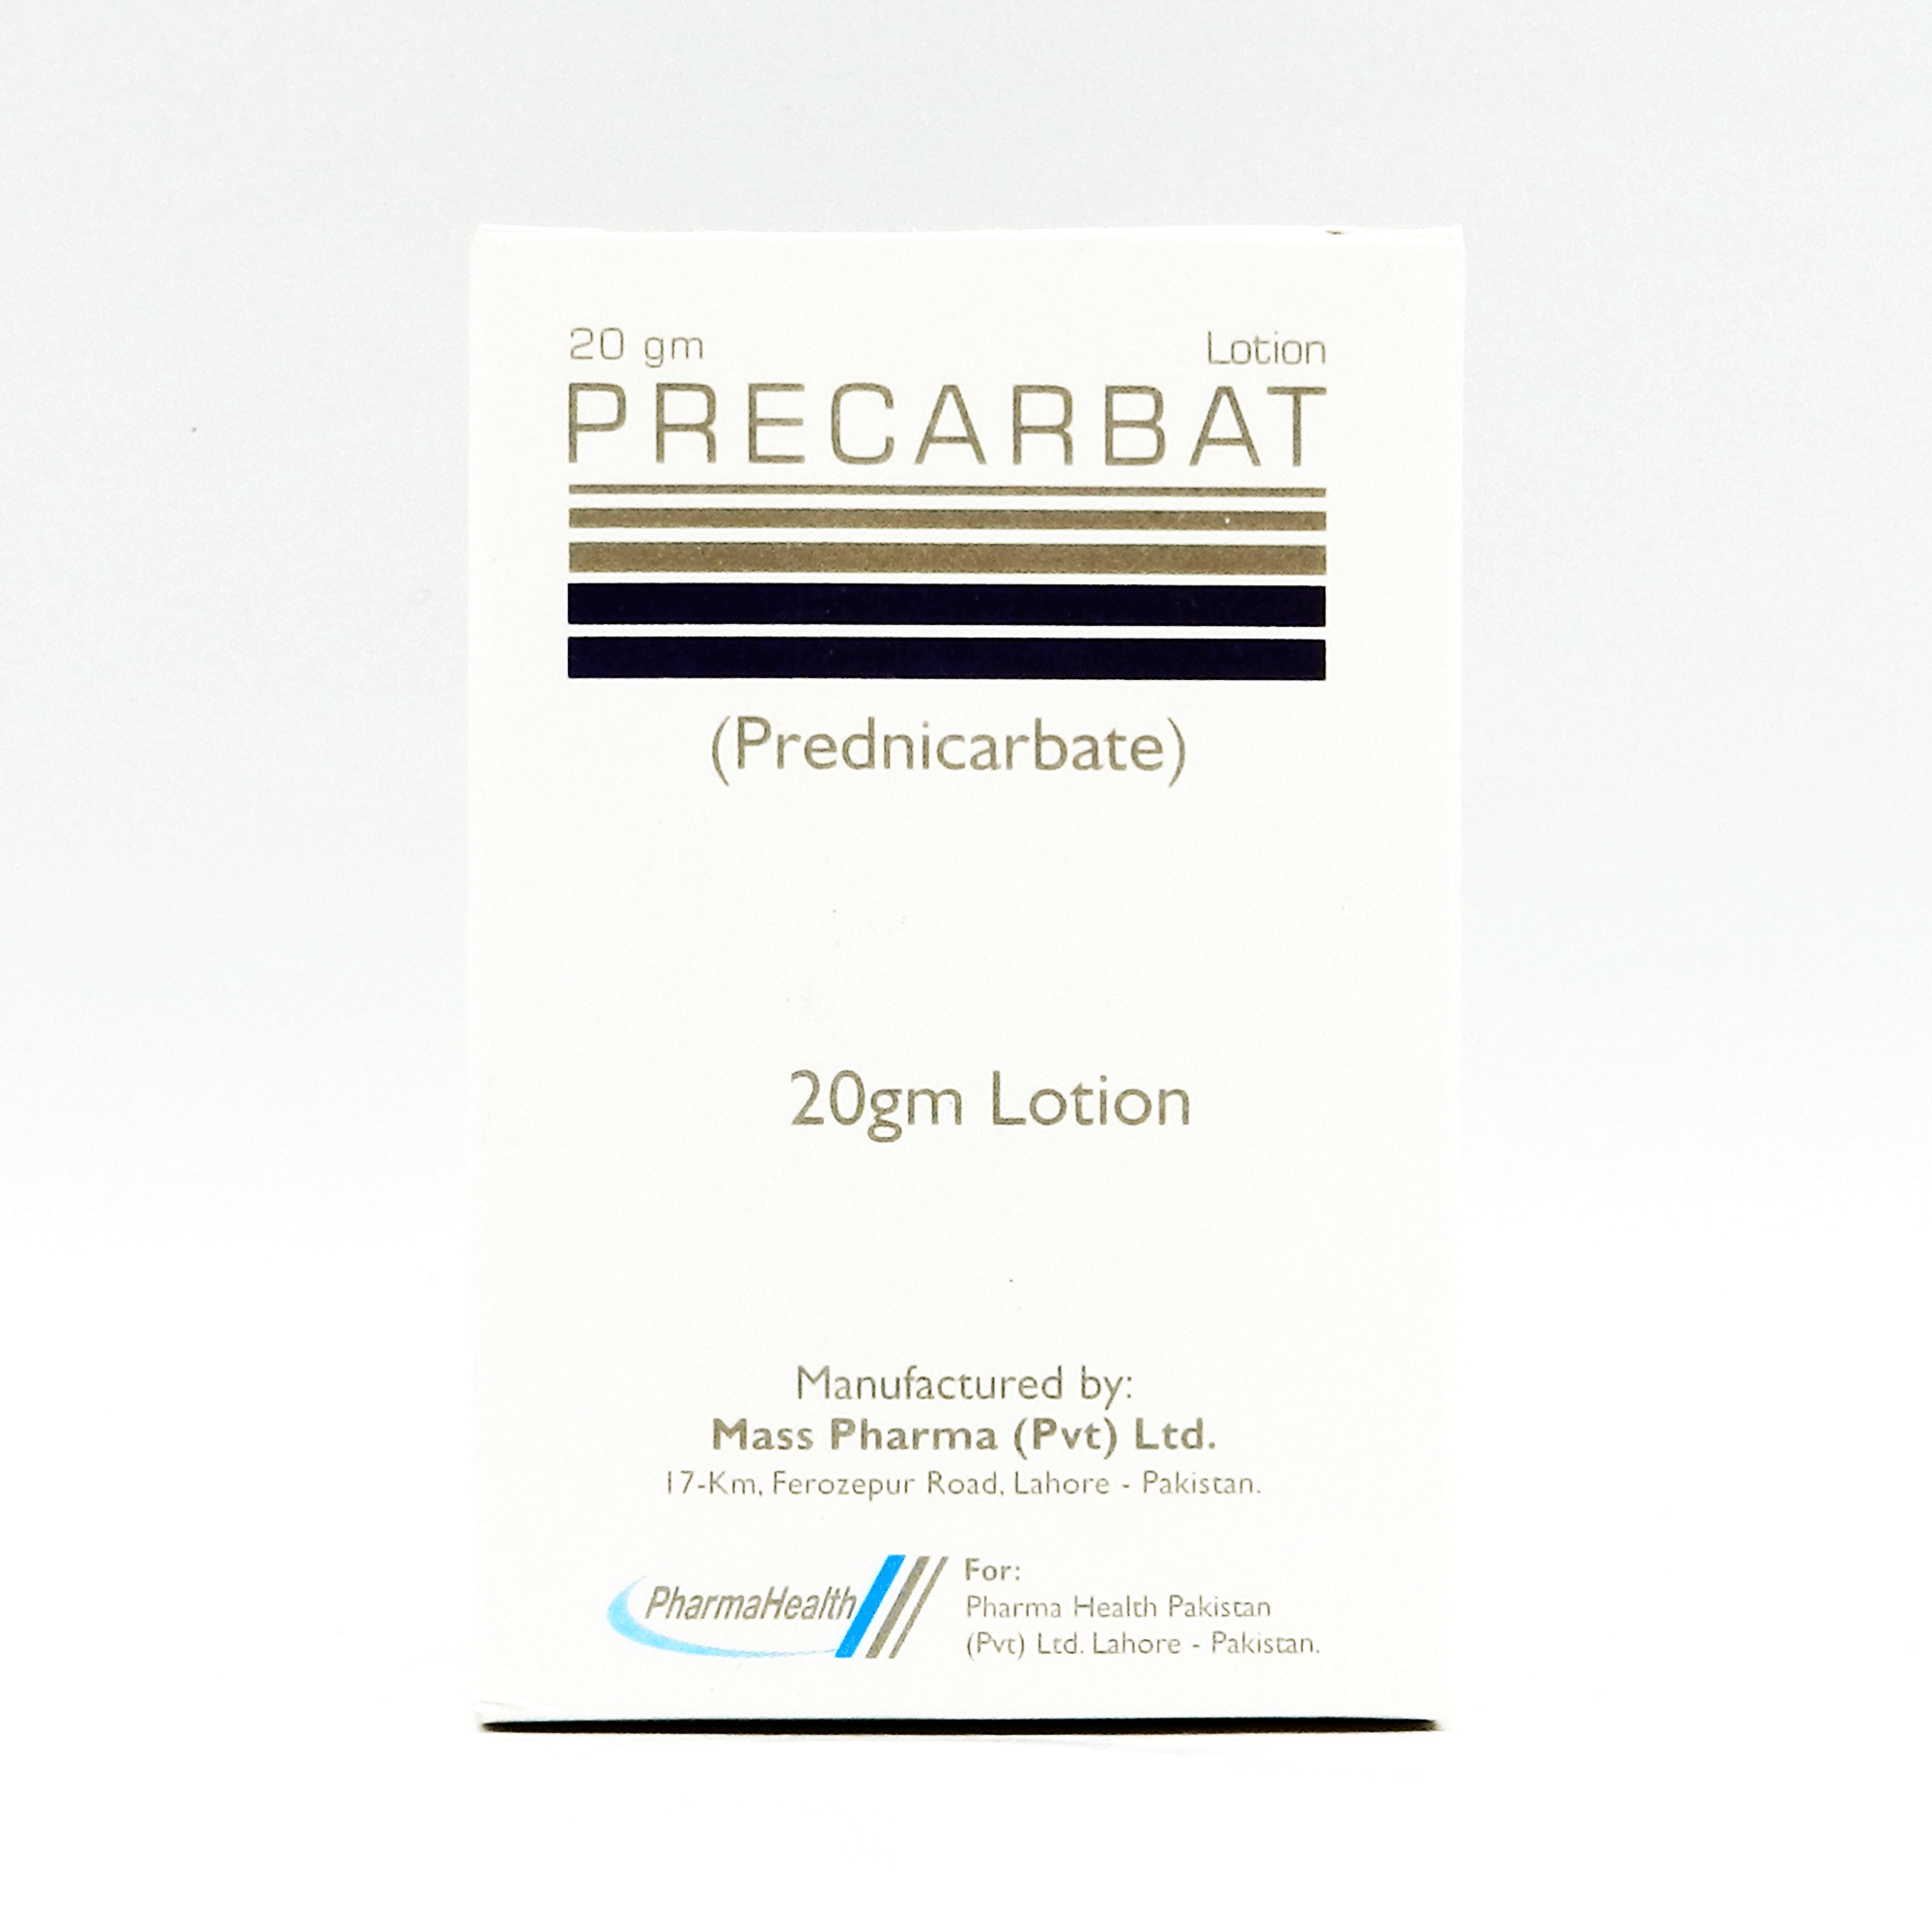 20 gm Lotion
PRECARBAT
(Prednicarbate)
20gm Lotion
Manufactured by:
Mass Pharma (Pvt) Ltd.
17-Km, Ferozepur Road, Lahore - Pakistan.
PharmaHealth
For:
Pharma Health Pakistan
(Pvt) Ltd. Lahore - Pakistan.